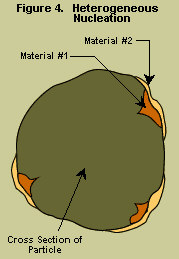 Figure 4. Heterogeneous
Nucleation
Material #2
Material #1
Cross Section of
Particle